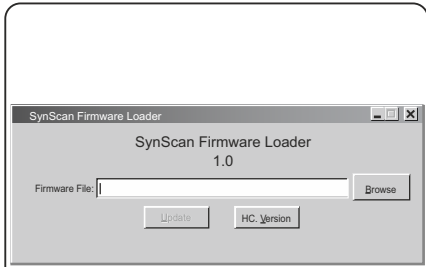 SynScan Firmware Loader
SynScan Firmware Loader
1.0
Firmware File:
Browse
Update
HC. Version